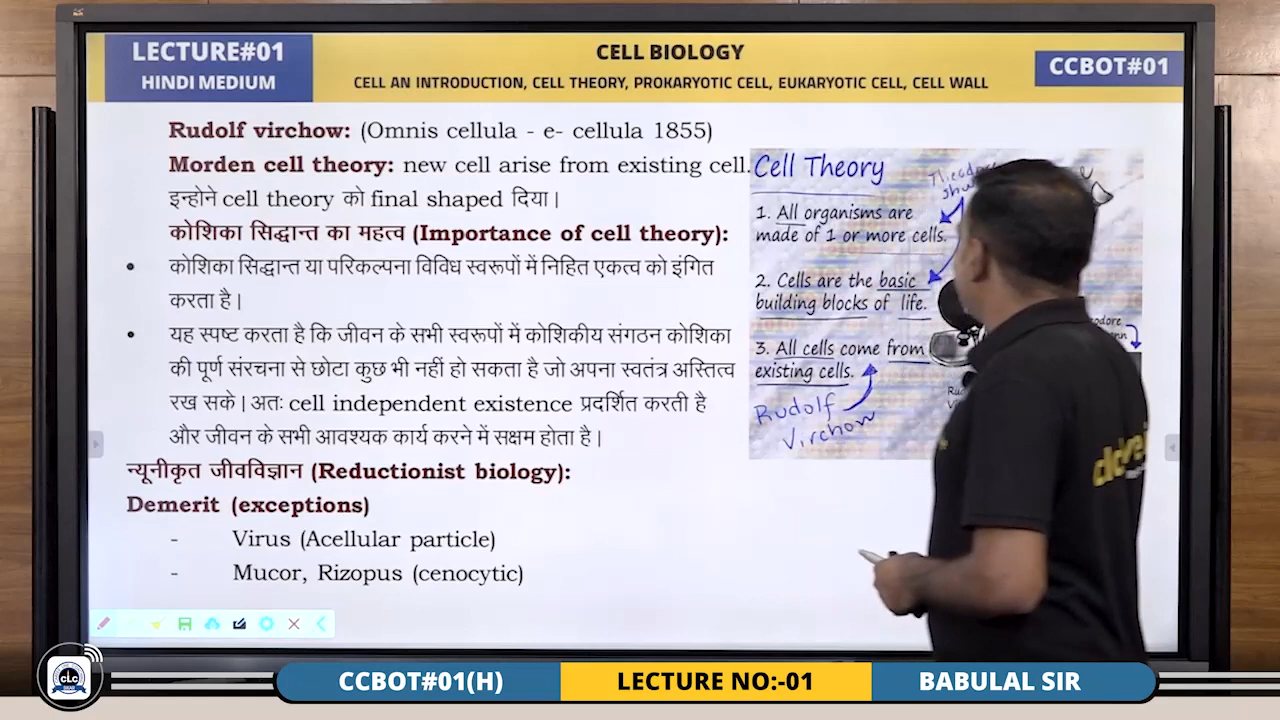 LECTURE#01
HINDI MEDIUM
CELL BIOLOGY
CELL AN INTRODUCTION, CELL THEORY, PROKARYOTIC CELL, EUKARYOTIC CELL, CELL WALL
CCBOT#01
Rudolf virchow: (Omnis cellula - e- cellula 1855)
Morden cell theory: new cell arise from existing cell.
इन्होने cell theory को final shaped दिया।
कोशिका सिद्धान्त का महत्व (Importance of cell theory):
• कोशिका सिद्धान्त या परिकल्पना विविध स्वरूपों में निहित एकत्व को इंगित
करता है।
• यह स्पष्ट करता है कि जीवन के सभी स्वरूपों में कोशिकीय संगठन कोशिका
की पूर्ण संरचना से छोटा कुछ भी नहीं हो सकता है जो अपना स्वतंत्र अस्तित्व
रख सके। अतः cell independent existence प्रदर्शित करती है
और जीवन के सभी आवश्यक कार्य करने में सक्षम होता है।
न्यूनीकृत जीवविज्ञान (Reductionist biology):
Demerit (exceptions)
- Virus (Acellular particle)
- Mucor, Rizopus (cenocytic)
Cell Theory
1. All organisms are
made of 1 or more cells.
2. Cells are the basic
building blocks of life.
3. All cells come from
existing cells.
Rudolf
Virchow
CLC
CCBOT#01(H)
LECTURE NO:-01
BABULAL SIR